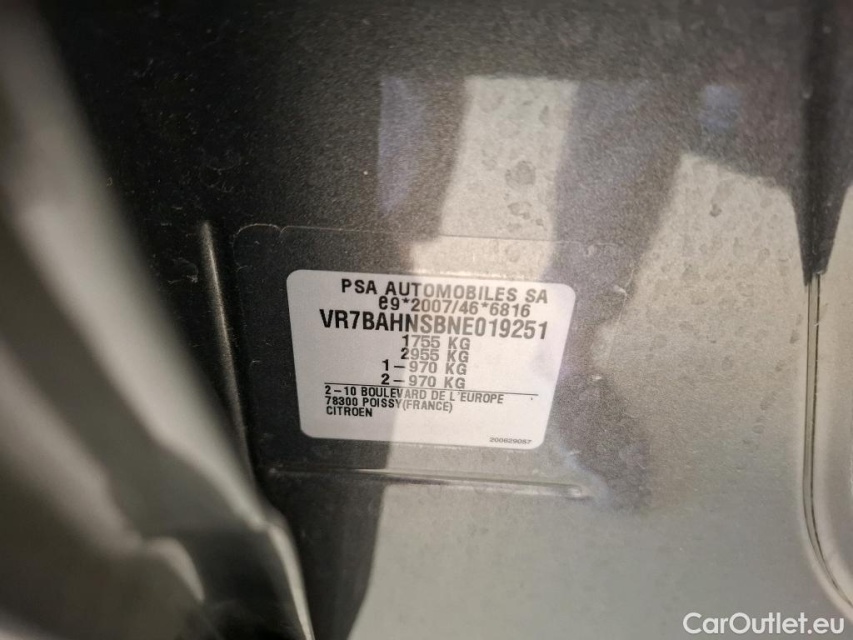 PSA AUTOMOBILES SA
e9*2007/46*6816
VR7BAHNSBNE019251
1755 KG
2955 KG
1-970 KG
2-970 KG
2-10 BOULEVARD DE L'EUROPE
78300 POISSY(FRANCE)
CITROEN
200629087
CarOutlet.eu